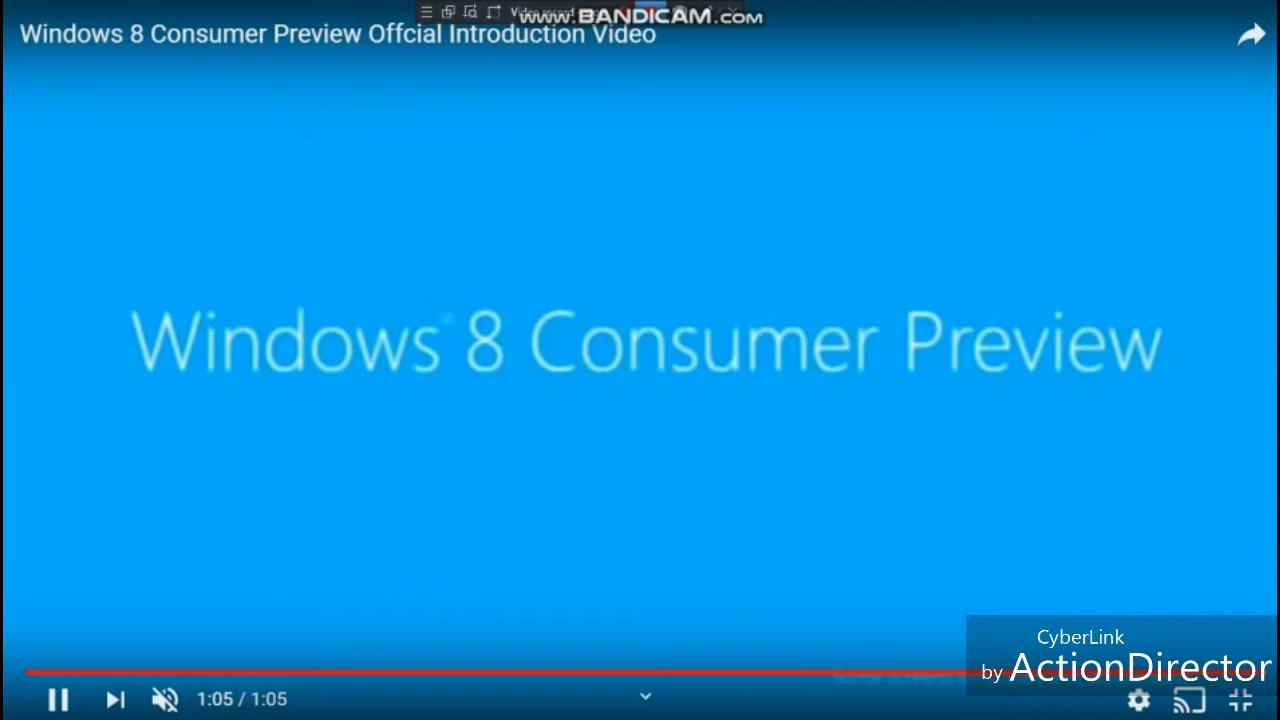 www.BANDICAM.com
Windows 8 Consumer Preview Offcial Introduction Video
Windows 8 Consumer Preview
CyberLink
by ActionDirector
1:05 / 1:05